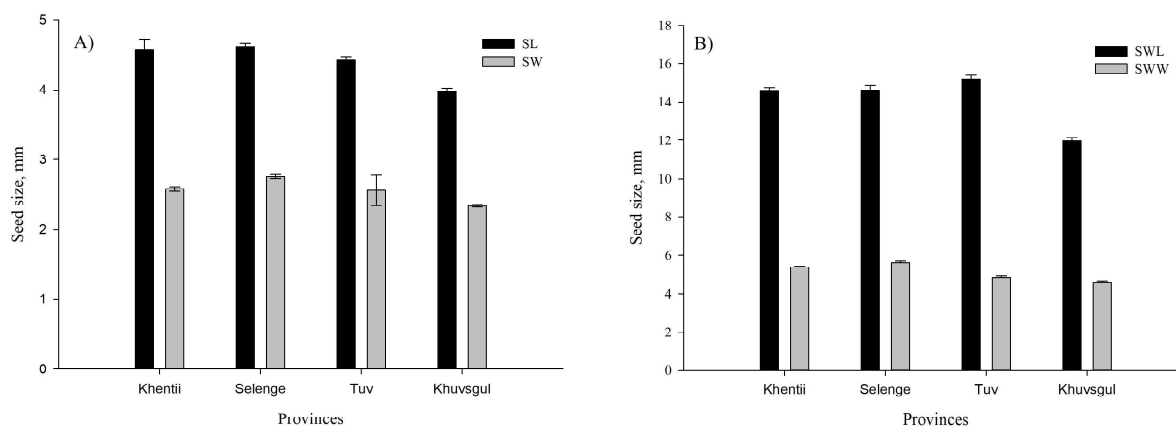 A)
SL
SW
5
4
3
2
1
0
Seed size, mm
Khentii Selenge Tuv Khuvsgul
Provinces
B)
SWL
SWW
18
16
14
12
10
8
6
4
2
0
Seed size, mm
Khentii Selenge Tuv Khuvsgul
Provinces